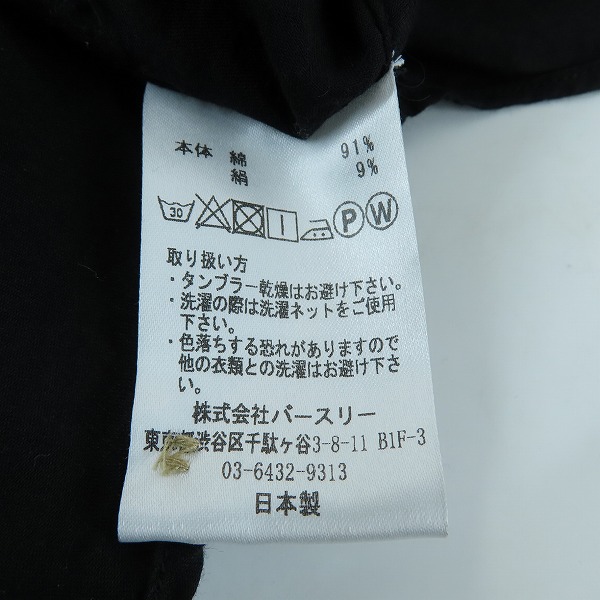 本体 綿 91%
絹 9%
30 P W
取り扱い方
・タンブラー乾燥はお避け下さい。
・洗濯の際は洗濯ネットをご使用
下さい。
・色落ちする恐れがありますので
他の衣類との洗濯はお避け下さ
い。
株式会社バースリー
東京都渋谷区千駄ヶ谷3-8-11 B1F-3
03-6432-9313
日本製